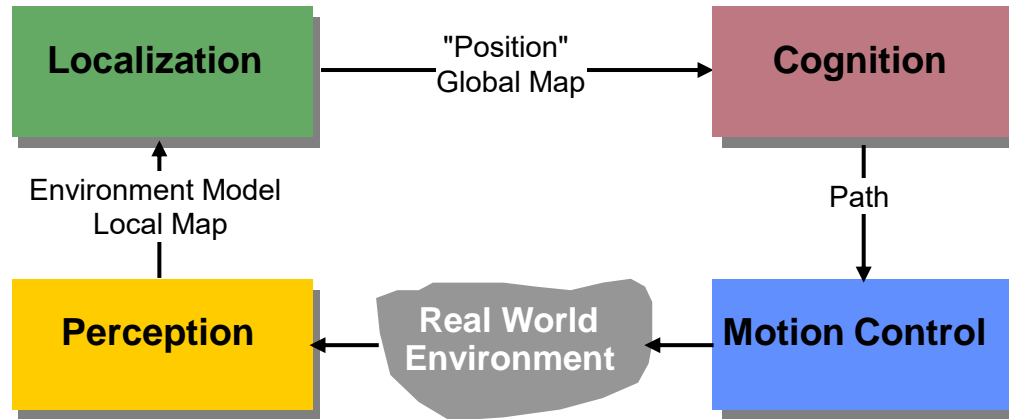 Localization
"Position"
Global Map
Cognition
Environment Model
Local Map
Path
Perception
Real World
Environment
Motion Control